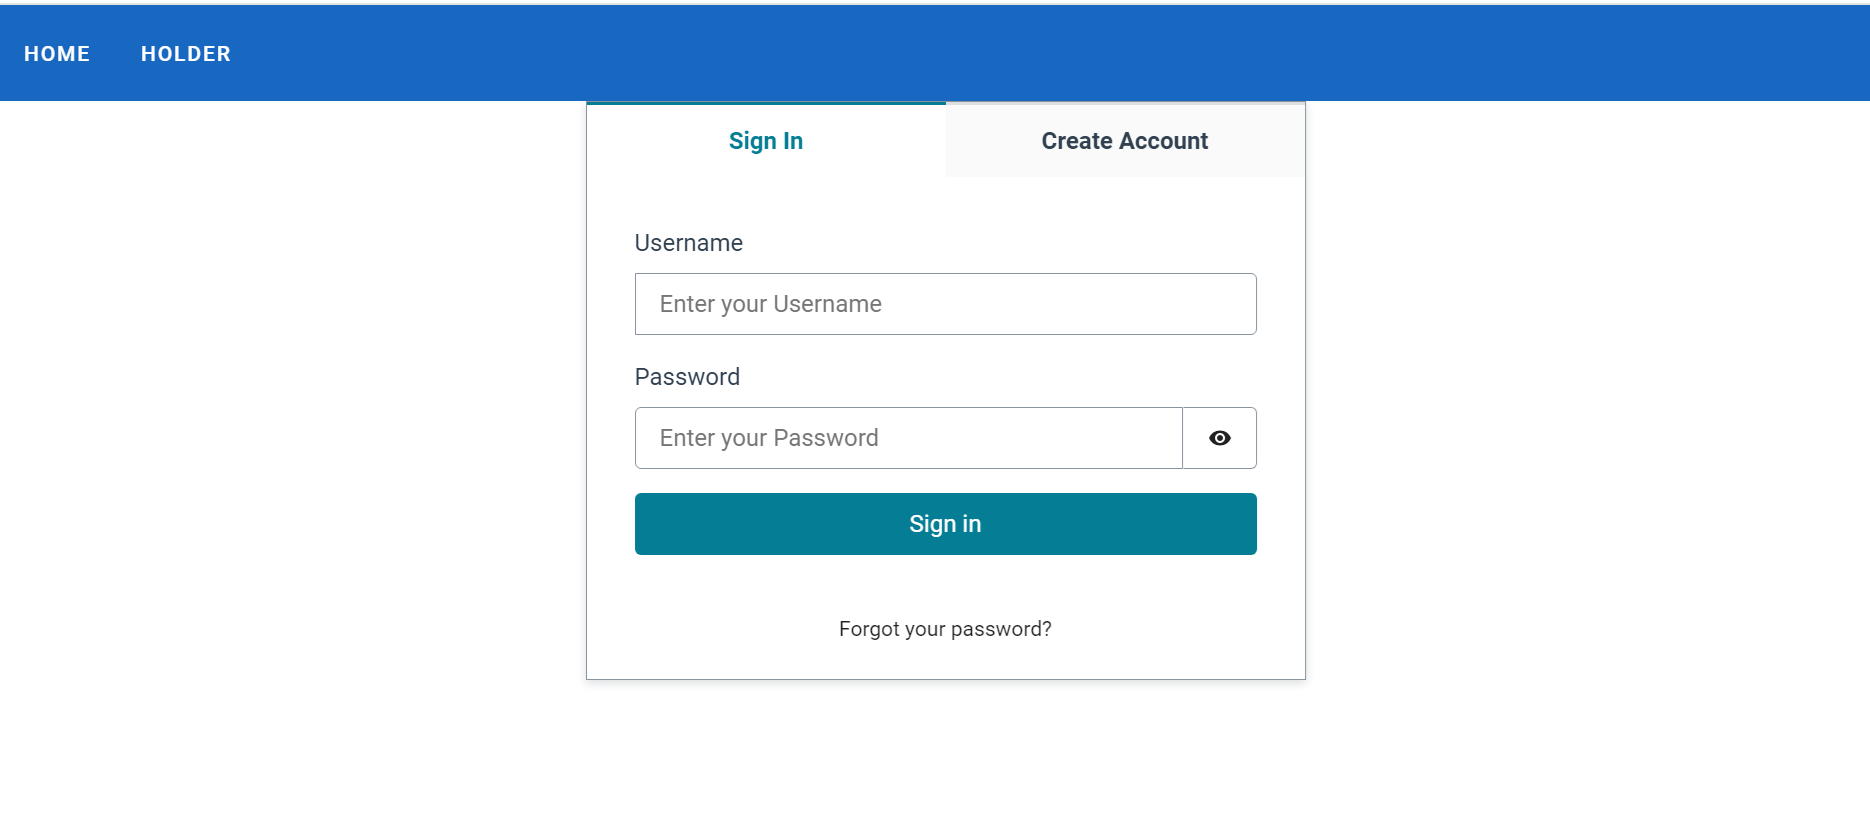 HOME HOLDER
Sign In Create Account
Username
Enter your Username
Password
Enter your Password
Sign in
Forgot your password?